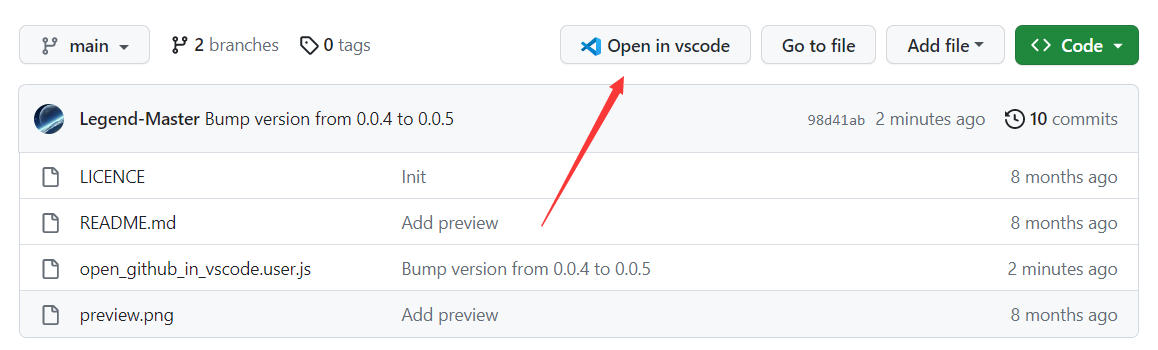 main 2 branches 0 tags Open in vscode Go to file Add file Code
Legend-Master Bump version from 0.0.4 to 0.0.5 98d41ab 2 minutes ago 10 commits
LICENCE Init 8 months ago
README.md Add preview 8 months ago
open_github_in_vscode.user.js Bump version from 0.0.4 to 0.0.5 2 minutes ago
preview.png Add preview 8 months ago